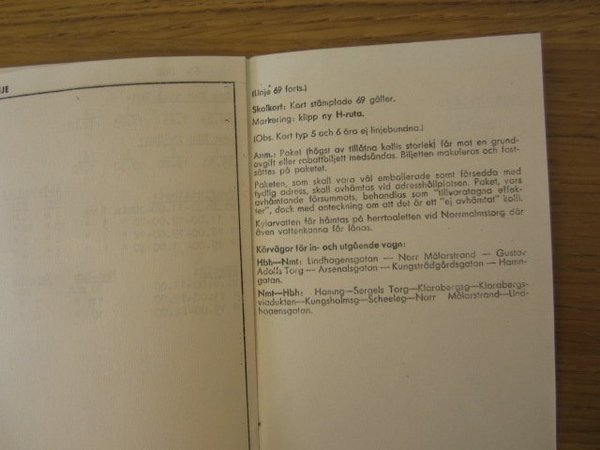 JE
(Linje 69 forts.)
Skolkort: Kort stämplade 69 gäller.
Markering: klipp ny H-ruta.
(Obs. Kort typ 5 och 6 äro ej linjebundna.)
Anm.: Paket (högst av tillåtna kollis storlek) får mot en grund-
avgift eller rabattbiljett medsändas. Biljetten makuleras och fast-
sättes på paketet.
Paketen, som skall vara väl emballerade samt försedda med
tydlig adress, skall avhämtas vid adresshållplatsen. Paket, vars
avhämtande försummats, behandlas som "tillvaratagna effek-
ter", dock med anteckning om att det är ett "ej avhämtat" kolli.
Kylarvatten får hämtas på herrtoaletten vid Norrmalmstorg där
även vattenkanna får lånas.
Körvägar för in- och utgående vagn:
Hbh—Nmt: Lindhagensgatan — Norr Mälarstrand — Gustav
Adolfs Torg — Arsenalsgatan — Kungsträdgårdsgatan — Hamn-
gatan.
Nmt—Hbh: Hamng—Sergels Torg—Klarabergsg—Klarabergs-
viadukten—Kungsholmsg—Scheeleg—Norr Mälarstrand—Lind-
hagensgatan.